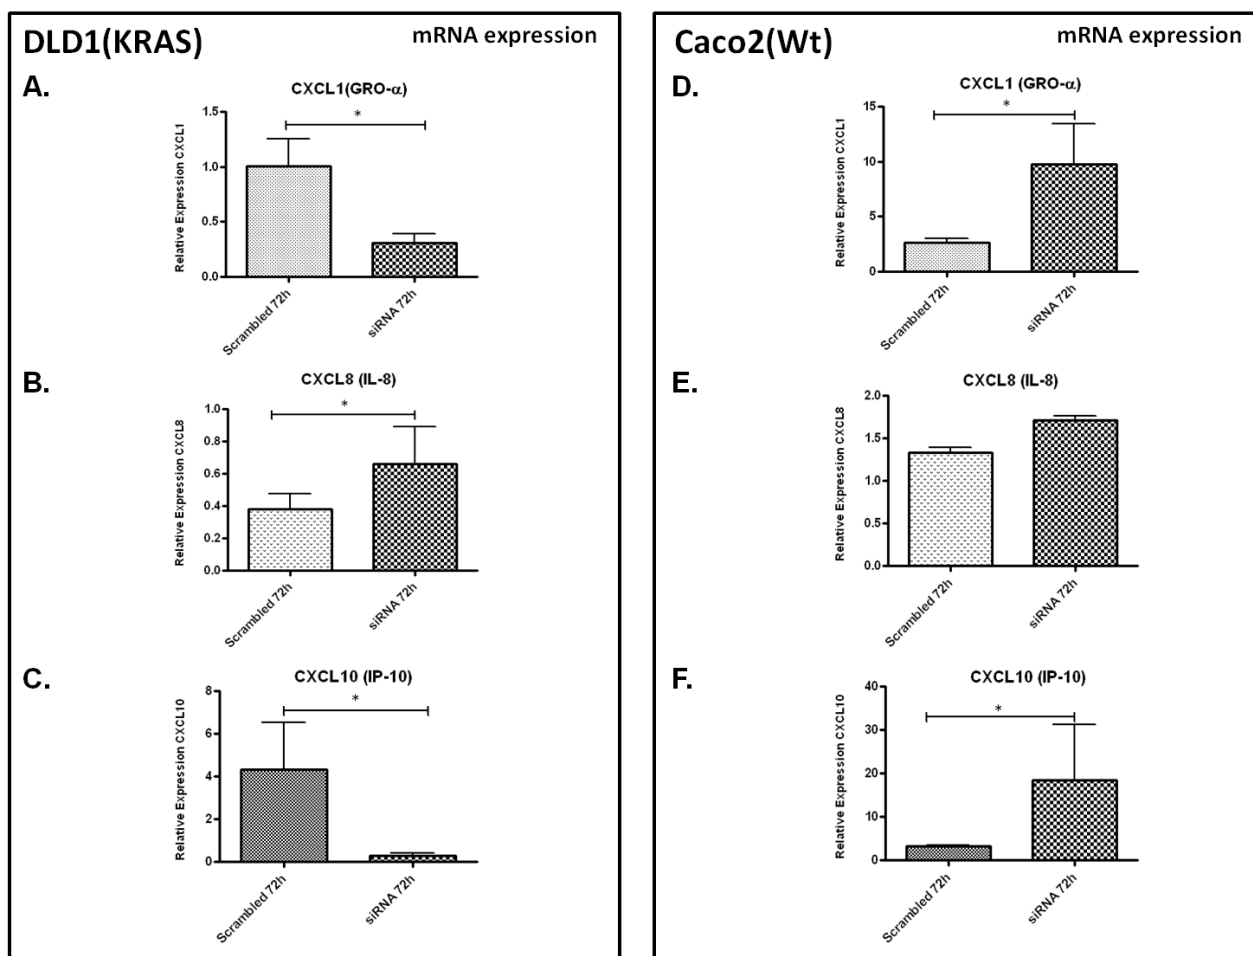 DLD1(KRAS)
mRNA expression
A.
CXCL1(GRO-α)
Relative Expression CXCL1
1.5
1.0
0.5
0.0
*
Scrambled 72h
siRNA 72h
B.
CXCL8 (IL-8)
Relative Expression CXCL8
1.0
0.8
0.6
0.4
0.2
0.0
*
Scrambled 72h
siRNA 72h
C.
CXCL10 (IP-10)
Relative Expression CXCL10
8
6
4
2
0
*
Scrambled 72h
siRNA 72h
Caco2(Wt)
mRNA expression
D.
CXCL1 (GRO-α)
Relative Expression CXCL1
15
10
5
0
*
Scrambled 72h
siRNA 72h
E.
CXCL8 (IL-8)
Relative Expression CXCL8
2.0
1.5
1.0
0.5
0.0
Scrambled 72h
siRNA 72h
F.
CXCL10 (IP-10)
Relative Expression CXCL10
40
30
20
10
0
*
Scrambled 72h
siRNA 72h